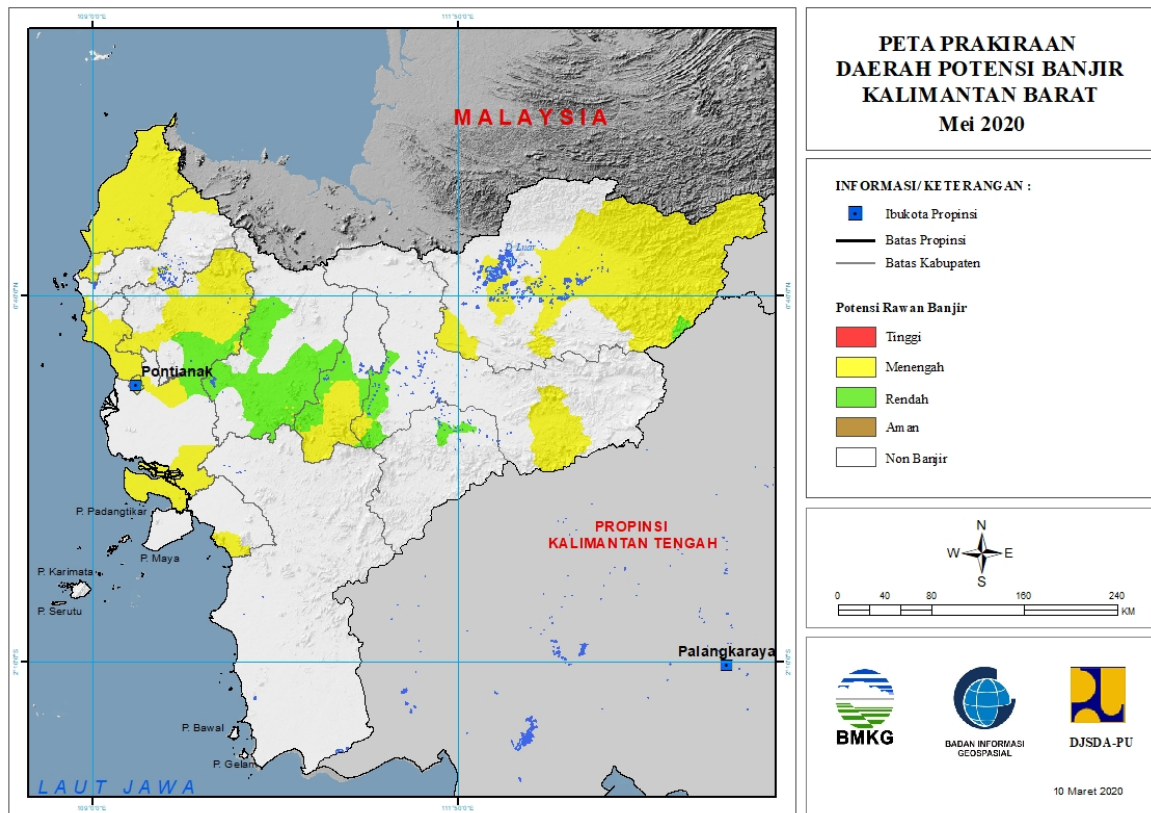 PETA PRAKIRAAN
DAERAH POTENSI BANJIR
KALIMANTAN BARAT
Mei 2020
INFORMASI/ KETERANGAN :
Ibukota Propinsi
Batas Propinsi
Batas Kabupaten
Potensi Rawan Banjir
Tinggi
Menengah
Rendah
Aman
Non Banjir
N
W E
S
0 40 80 160 240
KM
BMKG
BADAN INFORMASI
GEOSPASIAL
DJSDA-PU
10 Maret 2020
MALAYSIA
D. Luar
Pontianak
P. Padangtikar
P. Maya
P. Karimata
P. Serutu
PROPINSI
KALIMANTAN TENGAH
Palangkaraya
P. Bawal
P. Gelam
LAUT JAWA